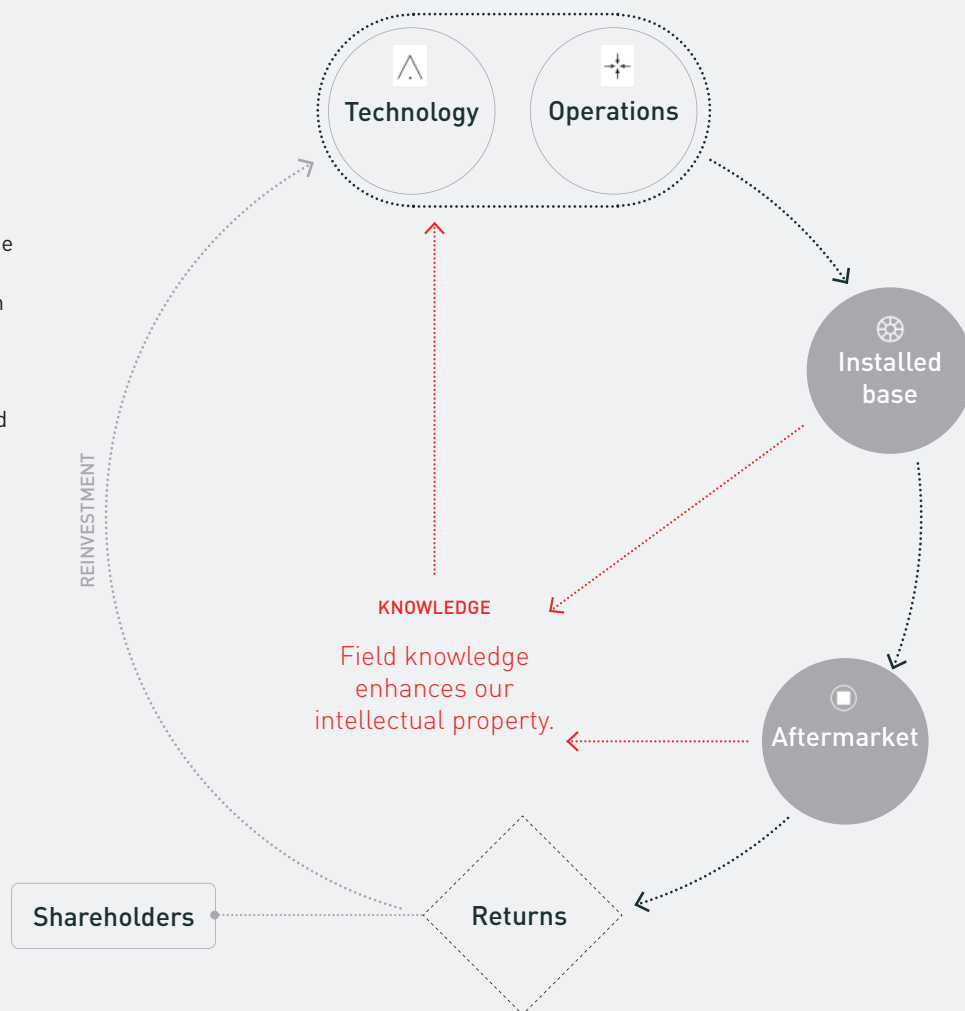 Technology
Operations
Installed
base
REINVESTMENT
KNOWLEDGE
Field knowledge
enhances our
intellectual property.
Aftermarket
Shareholders
Returns